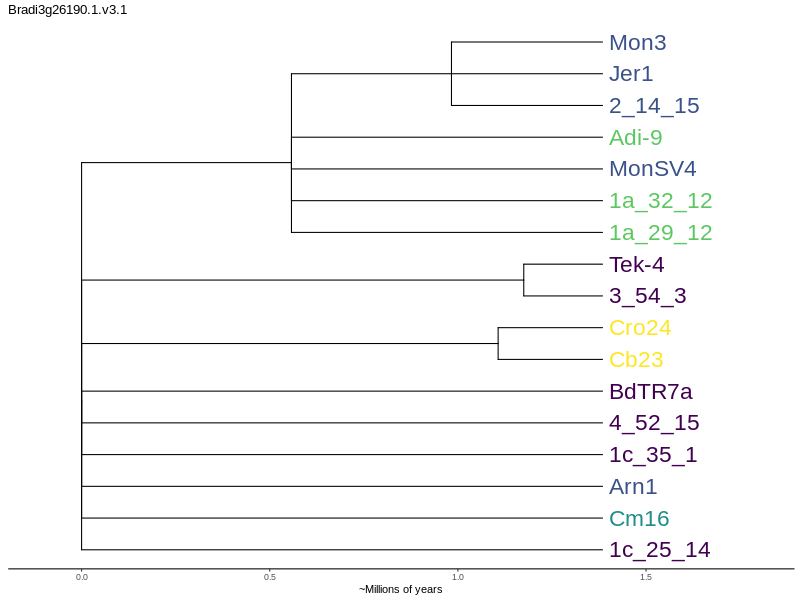 Bradi3g26190.1.v3.1
Mon3
Jer1
2_14_15
Adi-9
MonSV4
1a_32_12
1a_29_12
Tek-4
3_54_3
Cro24
Cb23
BdTR7a
4_52_15
1c_35_1
Arn1
Cm16
1c_25_14
0.0 0.5 1.0 1.5
~Millions of years